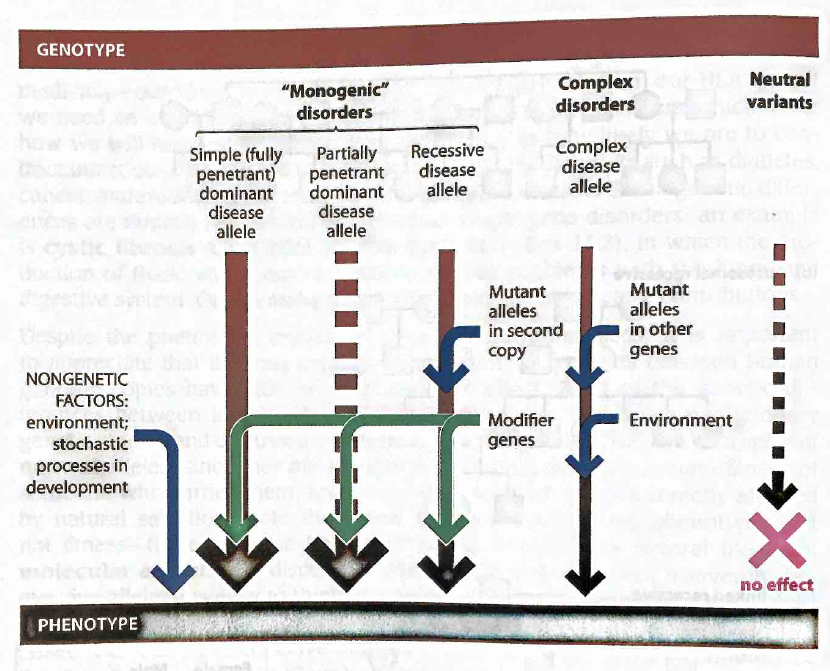 GENOTYPE
"Monogenic"
disorders
Complex
disorders
Neutral
variants
Simple (fully
penetrant)
dominant
disease
allele
Partially
penetrant
dominant
disease
allele
Recessive
disease
allele
Complex
disease
allele
Mutant
alleles
in second
copy
Mutant
alleles
in other
genes
NONGENETIC
FACTORS:
environment;
stochastic
processes in
development
Modifier
genes
Environment
no effect
PHENOTYPE